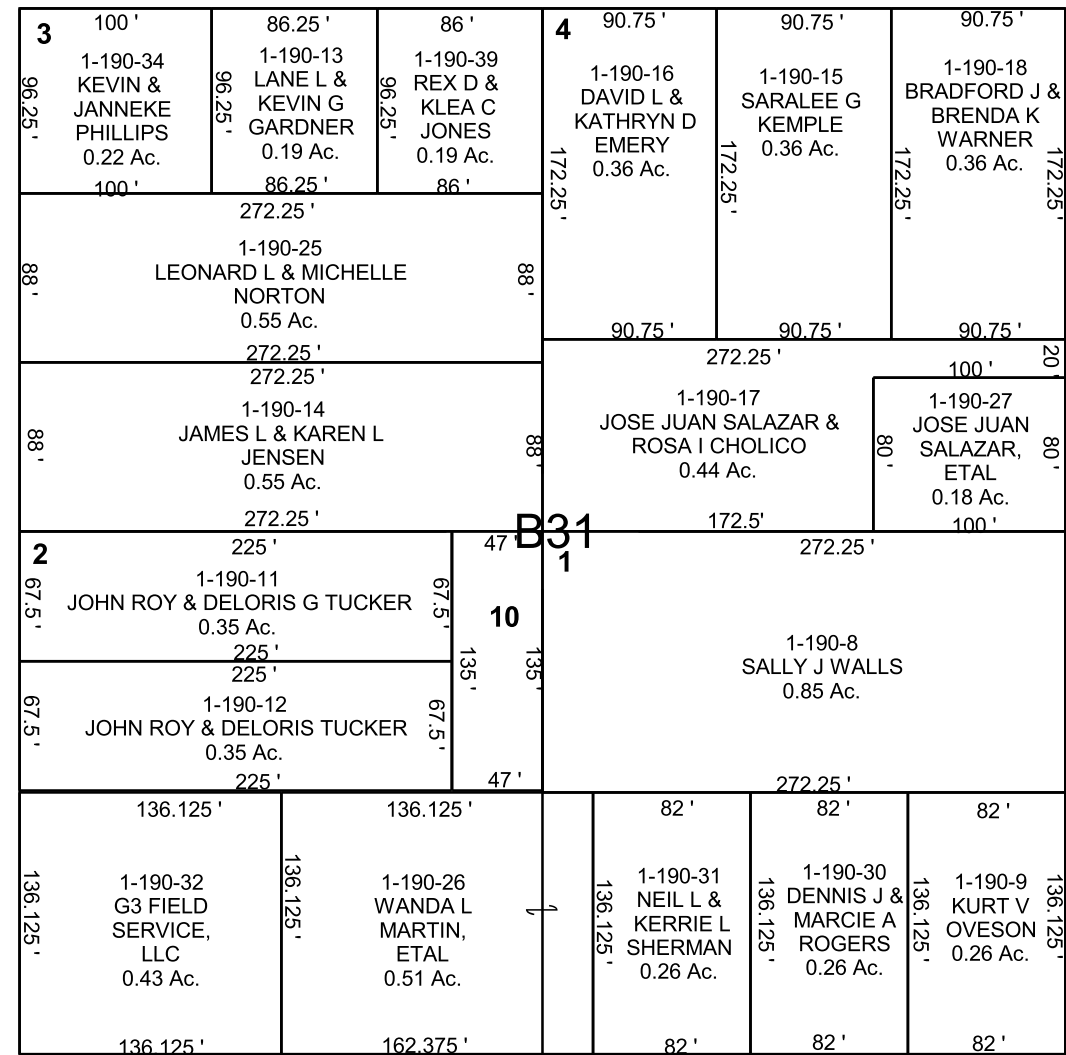 3
100 '
96.25 '
1-190-34
KEVIN &
JANNEKE
PHILLIPS
0.22 Ac.
100 '
86.25 '
96.25 '
1-190-13
LANE L &
KEVIN G
GARDNER
0.19 Ac.
86.25 '
86 '
96.25 '
1-190-39
REX D &
KLEA C
JONES
0.19 Ac.
86 '
4
90.75 '
172.25 '
1-190-16
DAVID L &
KATHRYN D
EMERY
0.36 Ac.
90.75 '
90.75 '
172.25 '
1-190-15
SARALEE G
KEMPLE
0.36 Ac.
90.75 '
90.75 '
172.25 '
1-190-18
BRADFORD J &
BRENDA K
WARNER
0.36 Ac.
172.25 '
90.75 '
272.25 '
88 '
1-190-25
LEONARD L & MICHELLE
NORTON
0.55 Ac.
88 '
272.25 '
272.25 '
88 '
1-190-14
JAMES L & KAREN L
JENSEN
0.55 Ac.
88 '
272.25 '
272.25 '
20 '
1-190-17
JOSE JUAN SALAZAR &
ROSA I CHOLICO
0.44 Ac.
172.5'
100 '
80 '
1-190-27
JOSE JUAN
SALAZAR,
ETAL
0.18 Ac.
80 '
100 '
B31
2
225 '
67.5 '
1-190-11
JOHN ROY & DELORIS G TUCKER
0.35 Ac.
67.5 '
225 '
225 '
67.5 '
1-190-12
JOHN ROY & DELORIS TUCKER
0.35 Ac.
67.5 '
225 '
47 '
10
135 '
135 '
47 '
1
272.25 '
1-190-8
SALLY J WALLS
0.85 Ac.
272.25 '
136.125 '
136.125 '
1-190-32
G3 FIELD
SERVICE,
LLC
0.43 Ac.
136.125 '
136.125 '
136.125 '
1-190-26
WANDA L
MARTIN,
ETAL
0.51 Ac.
162.375 '
82 '
136.125 '
1-190-31
NEIL L &
KERRIE L
SHERMAN
0.26 Ac.
82 '
82 '
136.125 '
1-190-30
DENNIS J &
MARCIE A
ROGERS
0.26 Ac.
82 '
82 '
136.125 '
1-190-9
KURT V
OVESON
0.26 Ac.
136.125 '
82 '